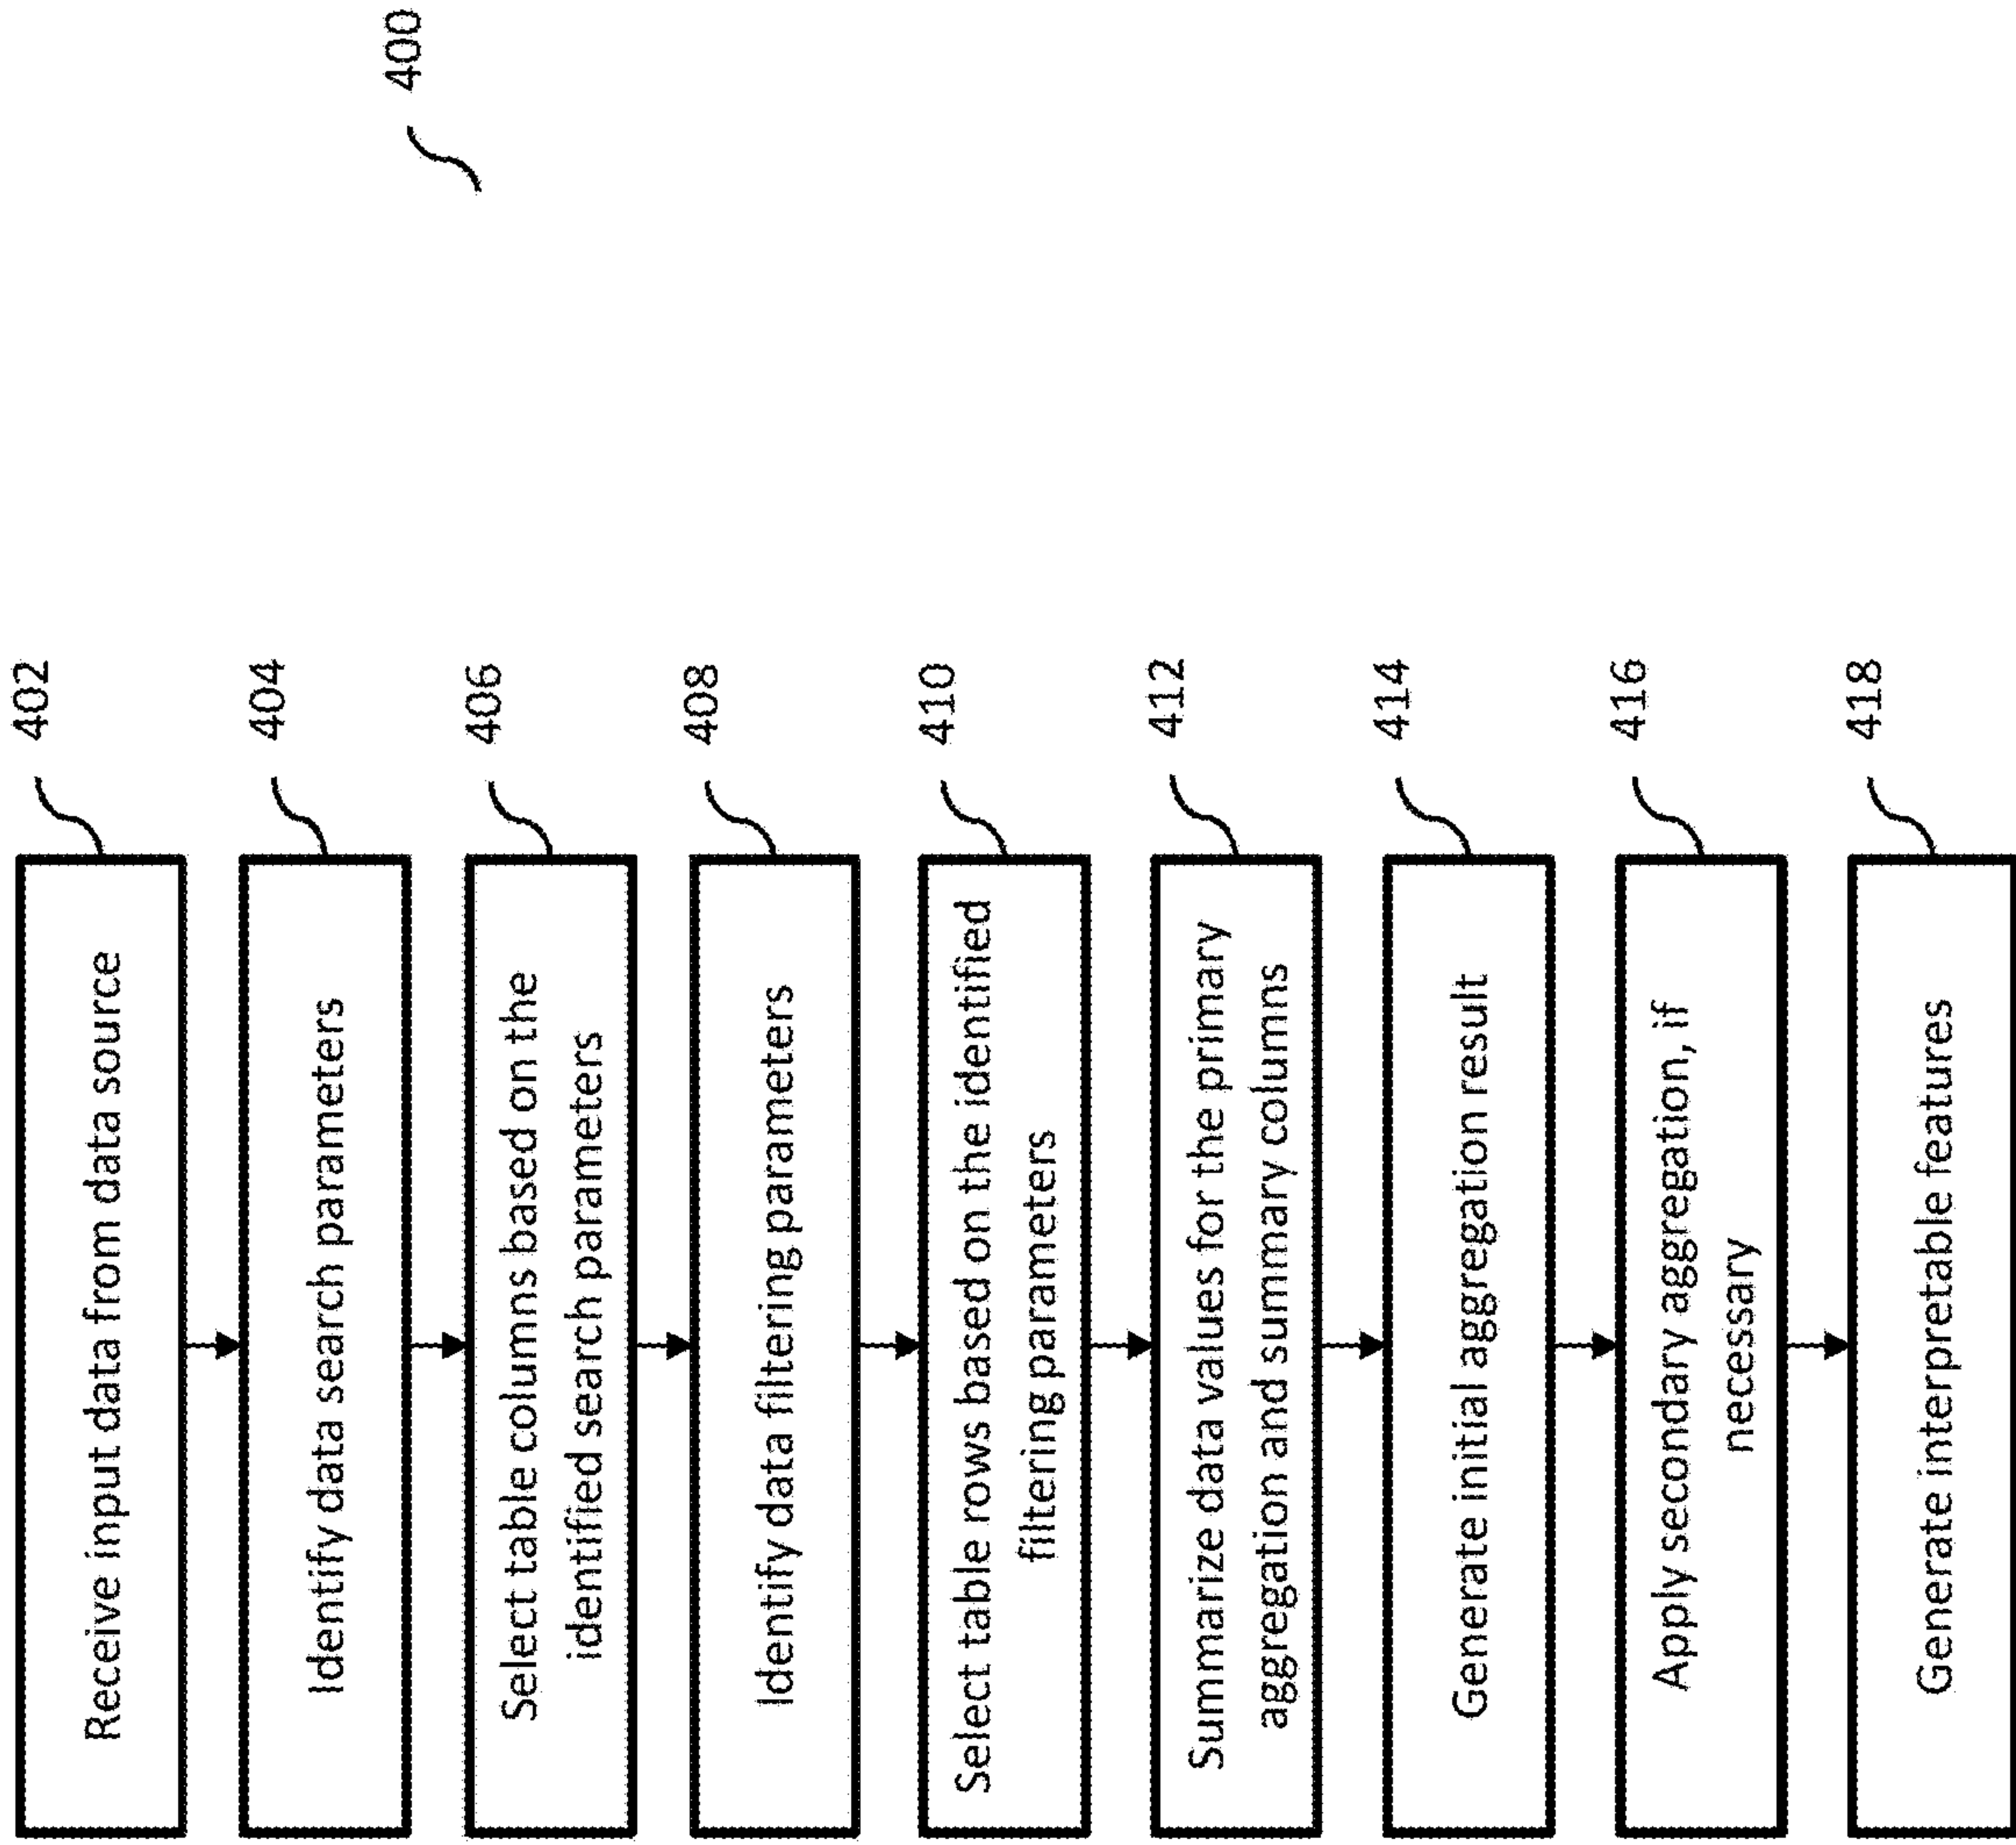 400
402
Receive input data from data source
404
Identify data search parameters
406
Select table columns based on the
identified search parameters
408
Identify data filtering parameters
410
Select table rows based on the identified
filtering parameters
412
Summarize data values for the primary
aggregation and summary columns
414
Generate initial aggregation result
416
Apply secondary aggregation, if
necessary
418
Generate interpretable features